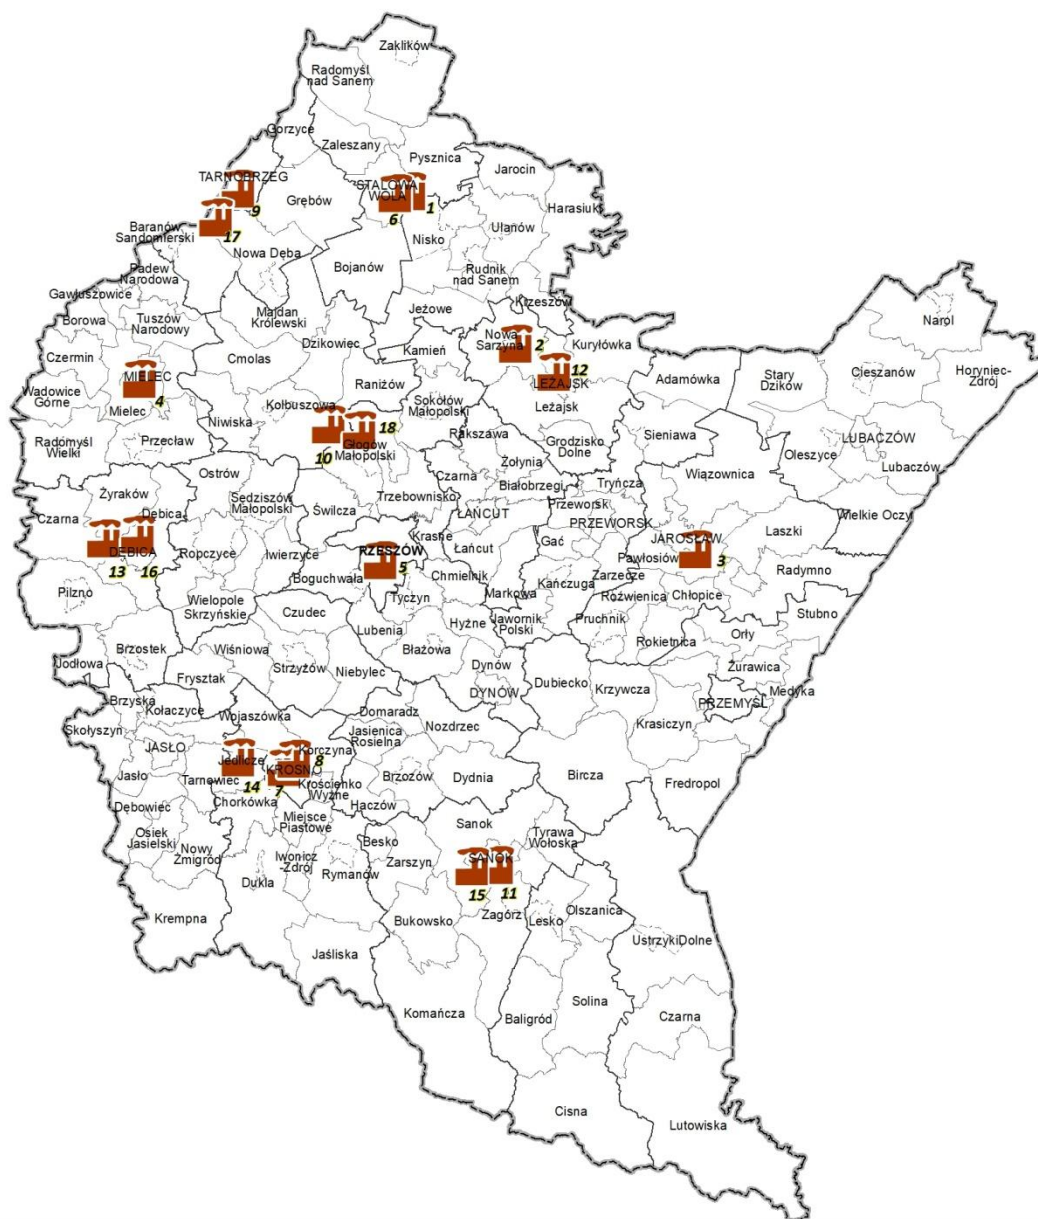 Zaklików
Radomyśl
nad Sanem
Gorzyce
Zaleszany
Pysznica
Jarocin
TARNOBRZEG
STALOWA
WOLA
Grębów
Harasiuki
9
6
1
Ulanów
Baranów
Sandomierski
17
Nisko
Nowa Dęba
Bojanów
Rudnik
nad Sanem
Padew
Narodowa
Gawłuszowice
Krzeszów
Borowa
Tuszów
Narodowy
Majdan
Królewski
Jeżowe
Narol
Nowa
Sarzyna
2
Kuryłówka
Czermin
Cmolas
Dzikowiec
Kamień
12
Stary
Dzików
Cieszanów
Horyniec-
Zdrój
MIELEC
Adamówka
Wadowice
Górne
4
Raniżów
LEŻAJSK
Mielec
Kolbuszowa
Sokołów
Małopolski
Leżajsk
Niwiska
18
Radomyśl
Wielki
Przecław
Głogów
Małopolski
Rakszawa
Grodzisko
Dolne
Sieniawa
LUBACZÓW
Oleszyce
10
Żołynia
Lubaczów
Ostrów
Czarna
Wiązownica
Żyraków
Sędziszów
Małopolski
Trzebownisko
Białobrzegi
Tryńcza
Czarna
Dębica
Świlcza
ŁAŃCUT
Przeworsk
Wielkie Oczy
PRZEWORSK
Laszki
DĘBICA
Ropczyce
Iwierzyce
RZESZÓW
Krasne
Łańcut
Gać
JAROSŁAW
13
16
Boguchwała
5
Chmielnik
Pawłosiów
3
Radymno
Pilzno
Kańczuga
Zarzecze
Tyczyn
Markowa
Roźwienica
Chłopice
Wielopole
Skrzyńskie
Czudec
Hyżne
Jawornik
Polski
Pruchnik
Stubno
Lubenia
Rokietnica
Orły
Brzostek
Wiśniowa
Błażowa
Jodłowa
Strzyżów
Niebylec
Dynów
Żurawica
Frysztak
DYNÓW
Dubiecko
Krzywcza
Medyka
Brzyska
PRZEMYŚL
Kołaczyce
Wojaszówka
Domaradz
Skołyszyn
Nozdrzec
Krasiczyn
JASŁO
Jasienica
Rosielna
Korczyna
Jedlicze
8
KROSNO
Jasło
Tarnowiec
Krościenko
Wyżne
Brzozów
Dydnia
Bircza
Fredropol
14
7
Dębowiec
Chorkówka
Haczów
Miejsce
Piastowe
Sanok
Osiek
Jasielski
Besko
Tyrawa
Wołoska
Nowy
Żmigród
Iwonicz
-Zdrój
Zarszyn
SANOK
Dukla
Rymanów
15
11
Krempna
Bukowsko
Zagórz
Lesko
Olszanica
UstrzykiDolne
Jaśliska
Solina
Komańcza
Baligród
Czarna
Cisna
Lutowiska